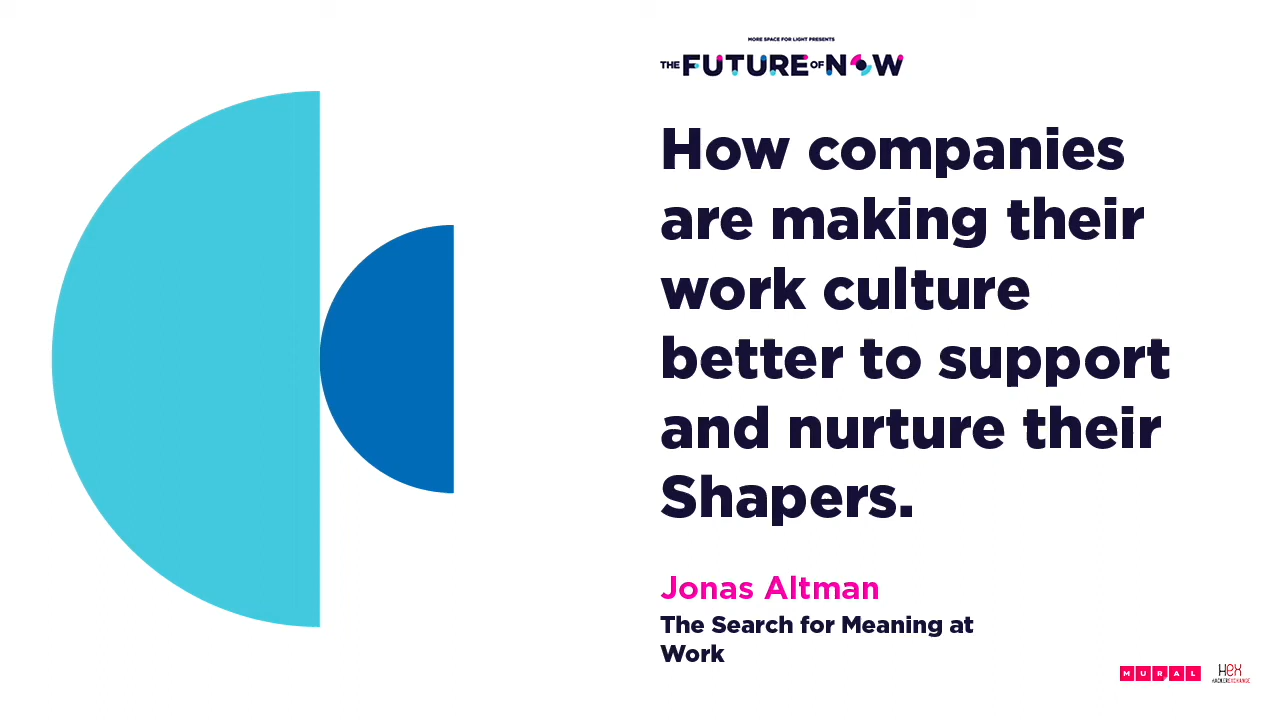 MORE SPACE FOR LIGHT PRESENTS
THE FUTURE OF NOW
How companies
are making their
work culture
better to support
and nurture their
Shapers.
Jonas Altman
The Search for Meaning at
Work
MURAL
Hex
HACKEREXCHANGE